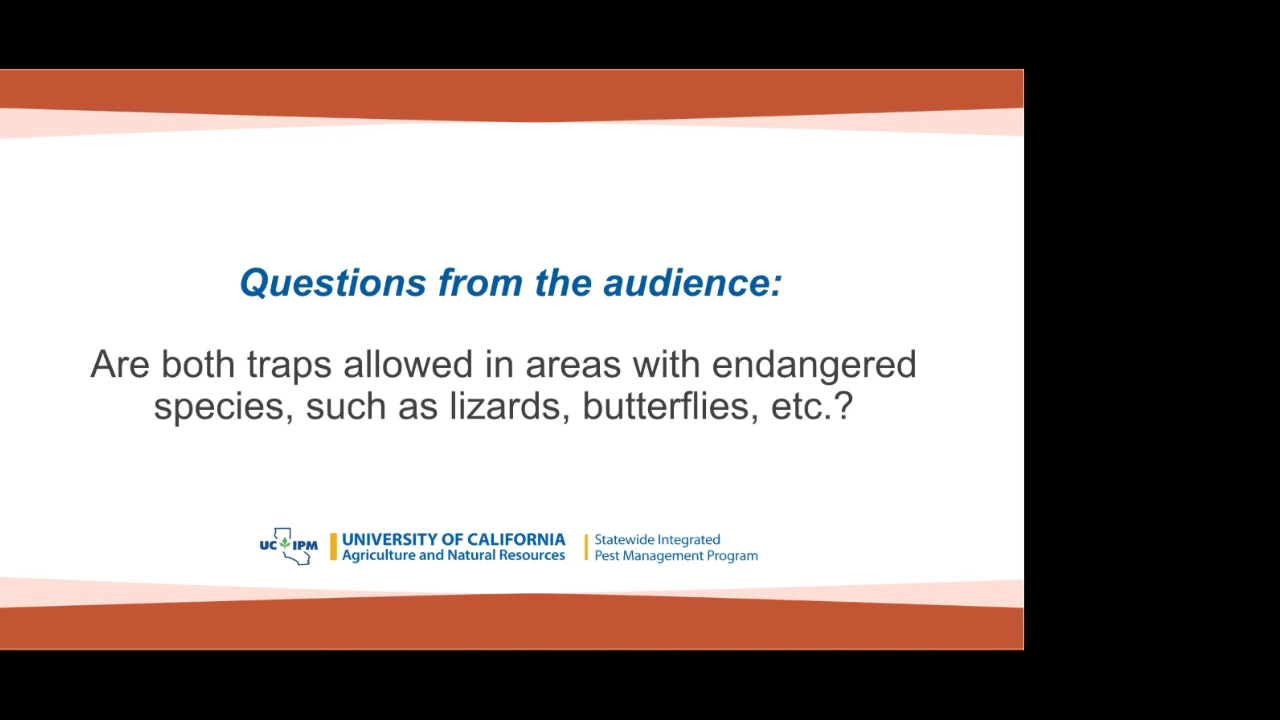 Questions from the audience:
Are both traps allowed in areas with endangered
species, such as lizards, butterflies, etc.?
UC IPM
UNIVERSITY OF CALIFORNIA
Agriculture and Natural Resources
Statewide Integrated
Pest Management Program